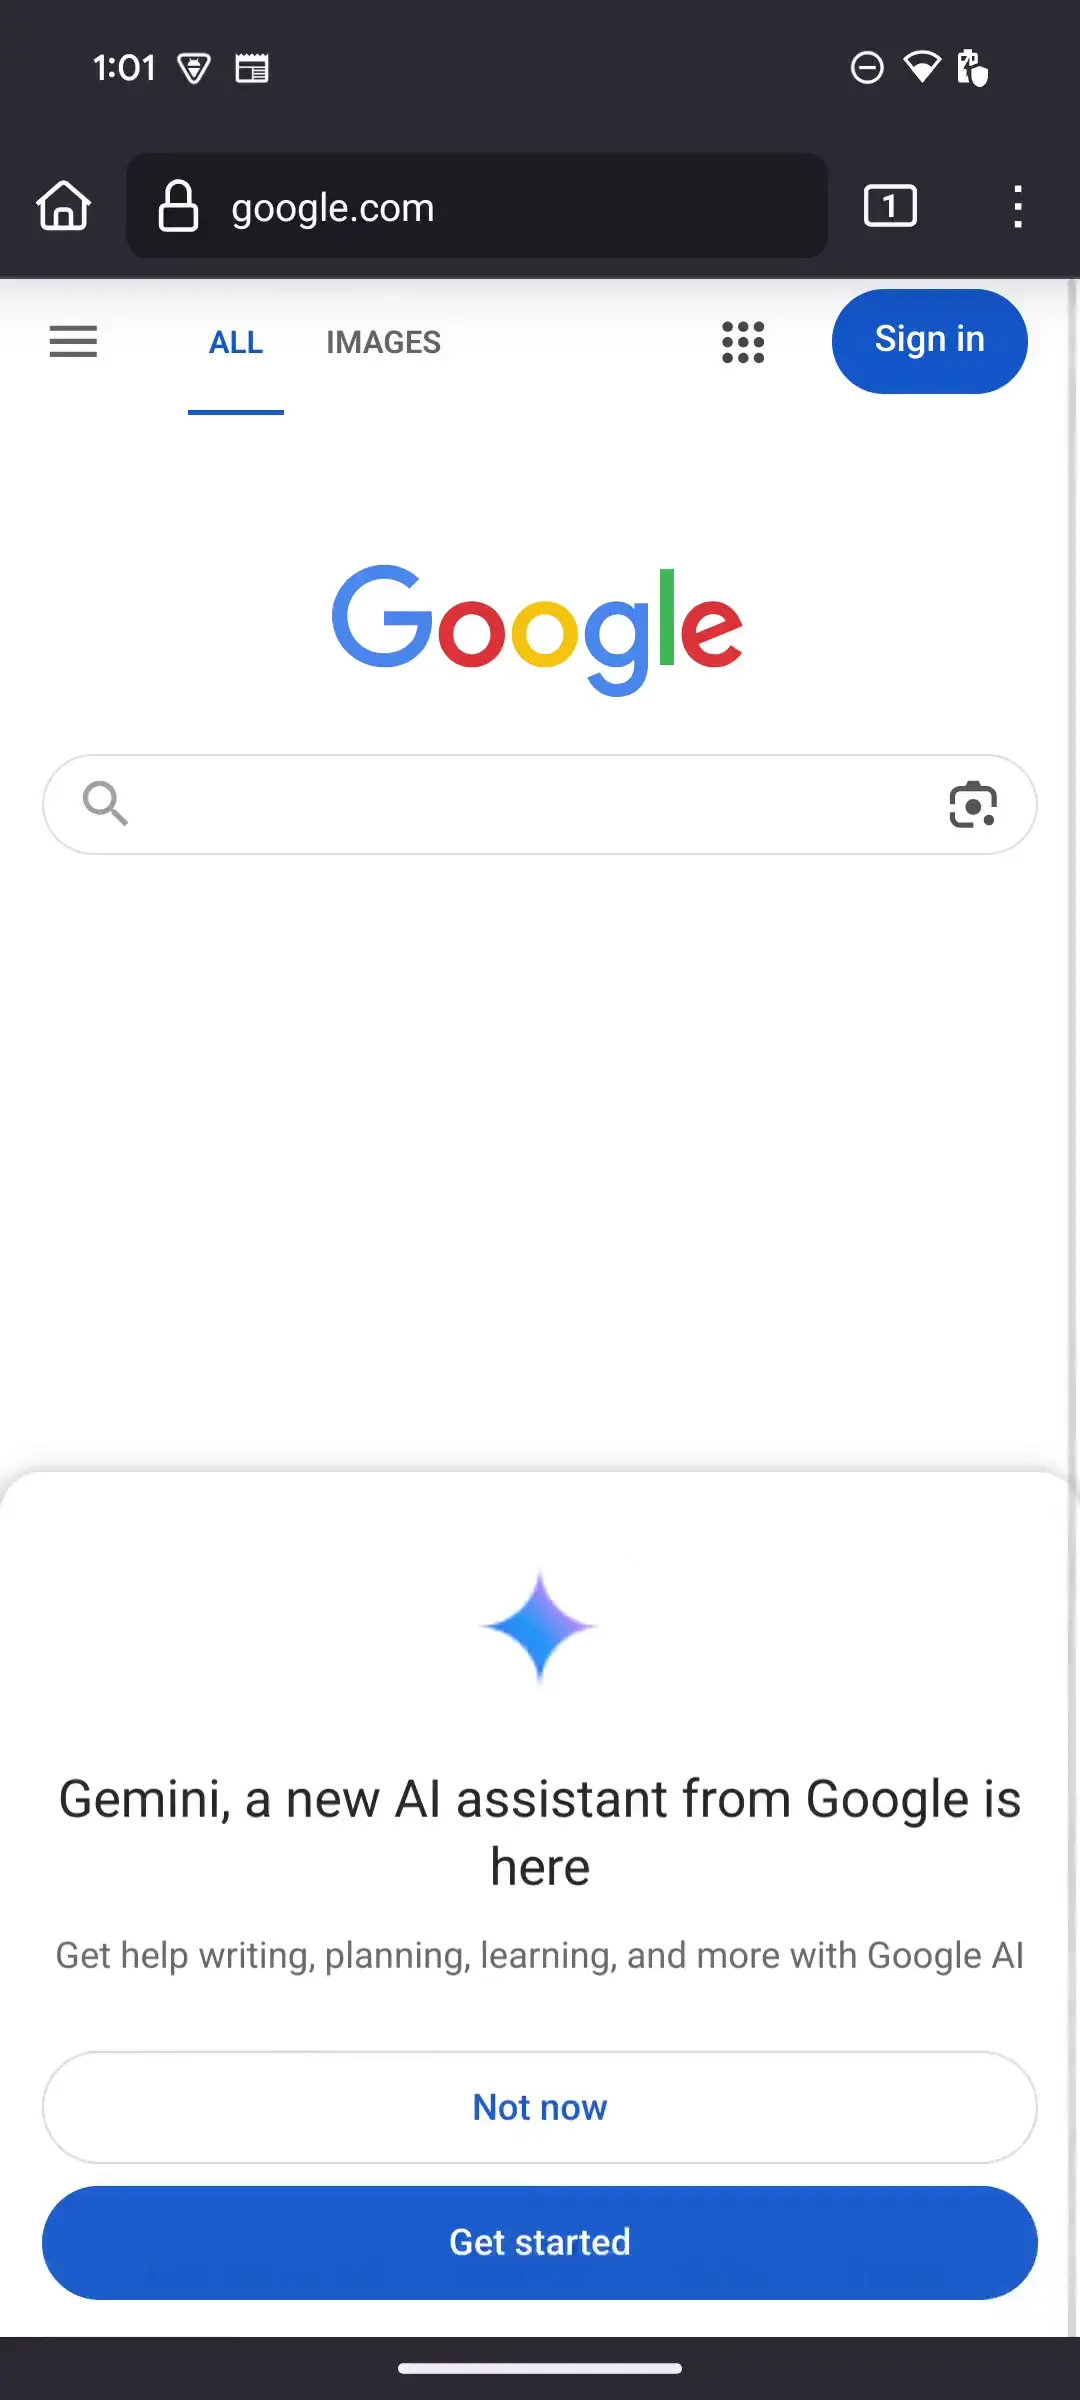 1:01
google.com
1
ALL
IMAGES
Sign in
Google
Gemini, a new AI assistant from Google is
here
Get help writing, planning, learning, and more with Google AI
Not now
Get started